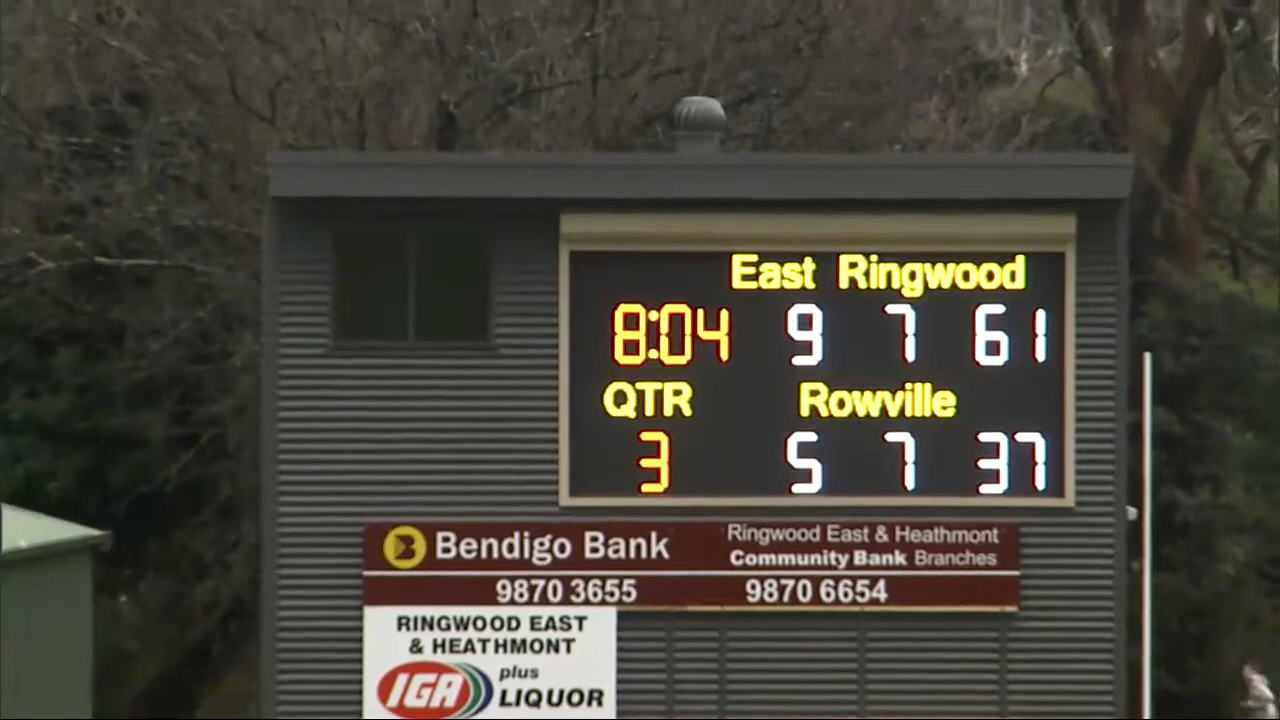 East Ringwood
8:04 9 7 61
QTR Rowville
3 5 7 37
Bendigo Bank
Ringwood East & Heathmont
Community Bank Branches
9870 3655 9870 6654
RINGWOOD EAST
& HEATHMONT
IGA plus
LIQUOR